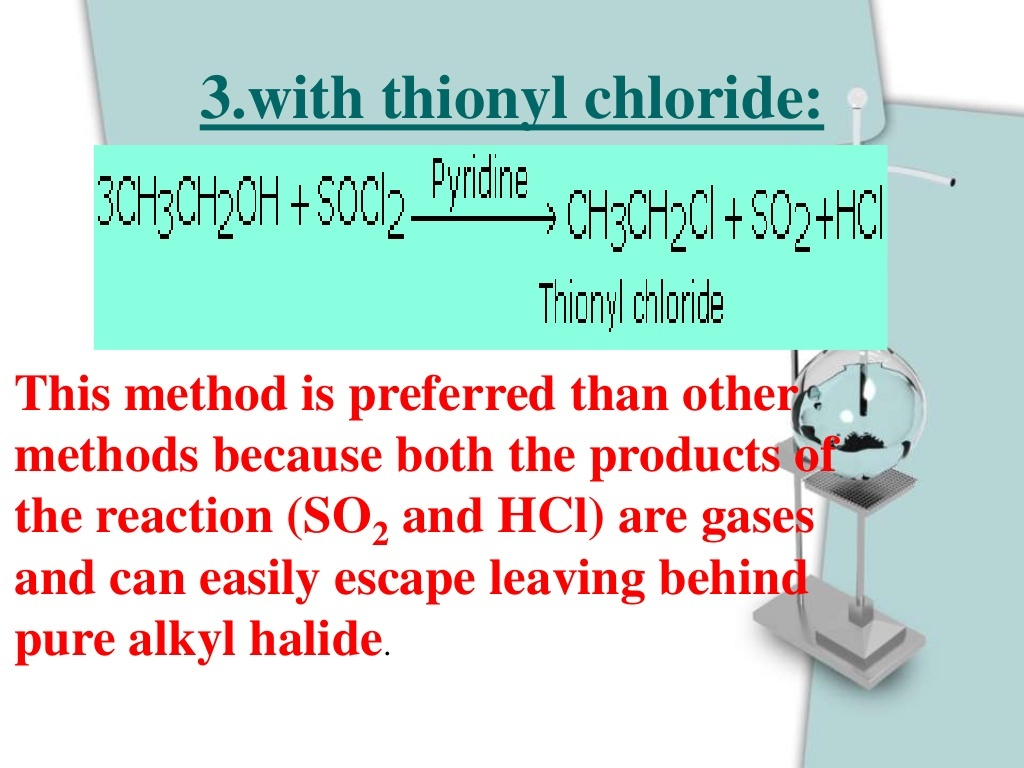 3.with thionyl chloride:
Pyridine
3CH3CH2OH + SOCl2 ⟶ CH3CH2Cl + SO2+HCl
Thionyl chloride
This method is preferred than other
methods because both the products of
the reaction (SO2 and HCl) are gases
and can easily escape leaving behind
pure alkyl halide.